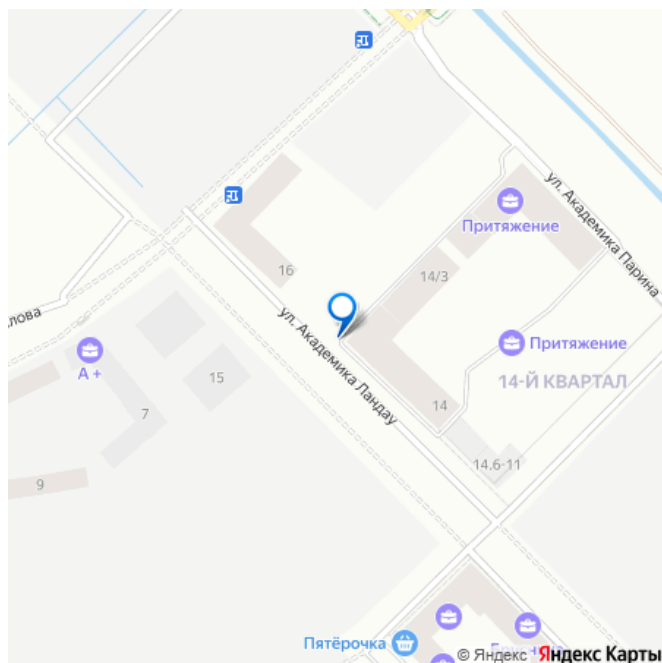 ул. Академика Парина
Притяжение
16
14/3
лова
ул. Академика Ландау
Притяжение
А +
15
14-Й КВАРТАЛ
7
14
14.6-11
9
Пятёрочка
© Яндекс Яндекс Карты